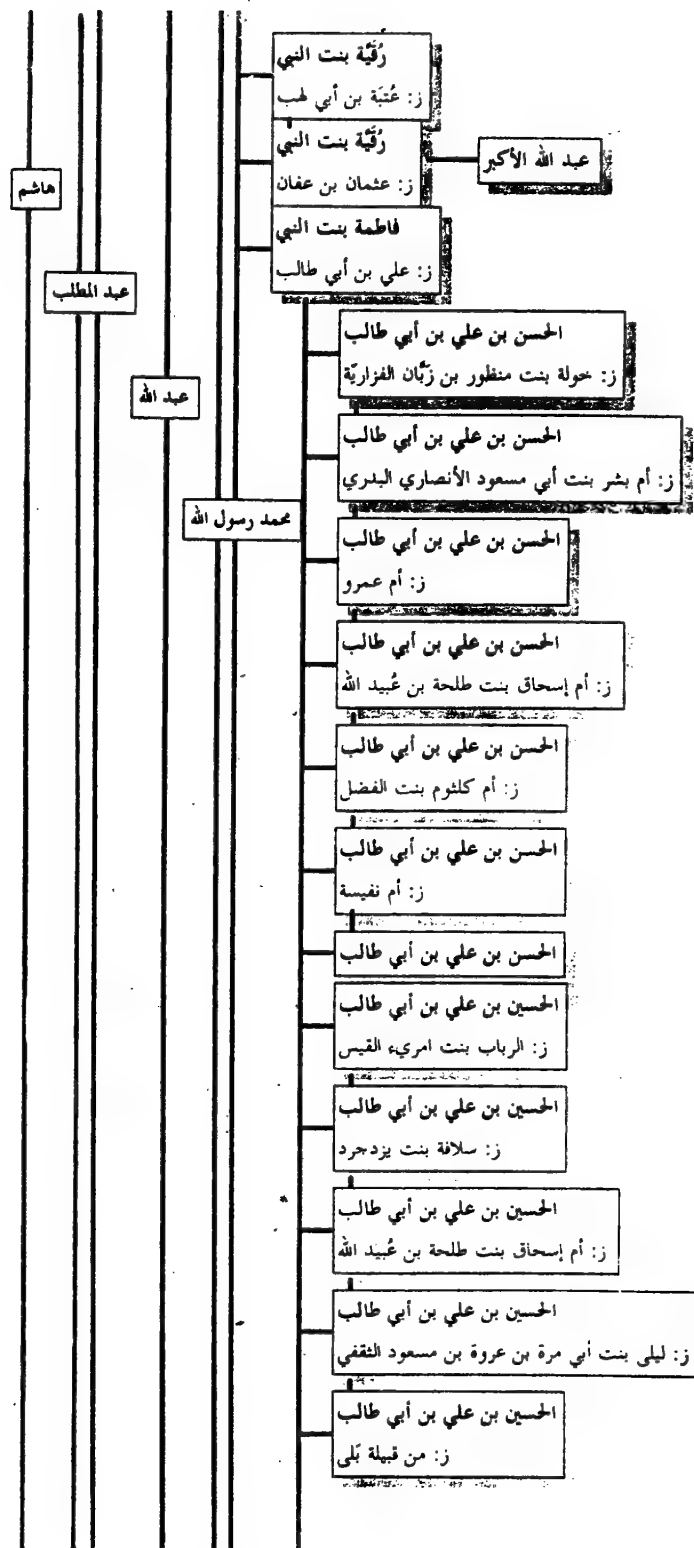 رُقَيَّة بنت النبي
ز: عُتبَة بن أبي لهب
رُقَيَّة بنت النبي
ز: عثمان بن عفان
عبد الله الأكبر
هاشم
فاطمة بنت النبي
ز: علي بن أبي طالب
عبد المطلب
الحسن بن علي بن أبي طالب
ز: خولة بنت منظور بن زَبَّان الفزاريّة
عبد الله
الحسن بن علي بن أبي طالب
ز: أم بشر بنت أبي مسعود الأنصاري البدري
محمد رسول الله
الحسن بن علي بن أبي طالب
ز: أم عمرو
الحسن بن علي بن أبي طالب
ز: أم إسحاق بنت طلحة بن عُبيد الله
الحسن بن علي بن أبي طالب
ز: أم كلثوم بنت الفضل
الحسن بن علي بن أبي طالب
ز: أم نفيسة
الحسن بن علي بن أبي طالب
الحسين بن علي بن أبي طالب
ز: الرباب بنت امريء القيس
الحسين بن علي بن أبي طالب
ز: سلافة بنت يزدجرد
الحسين بن علي بن أبي طالب
ز: أم إسحاق بنت طلحة بن عُبيد الله
الحسين بن علي بن أبي طالب
ز: ليلى بنت أبي مرة بن عروة بن مسعود الثقفي
الحسين بن علي بن أبي طالب
ز: من قبيلة بَلى